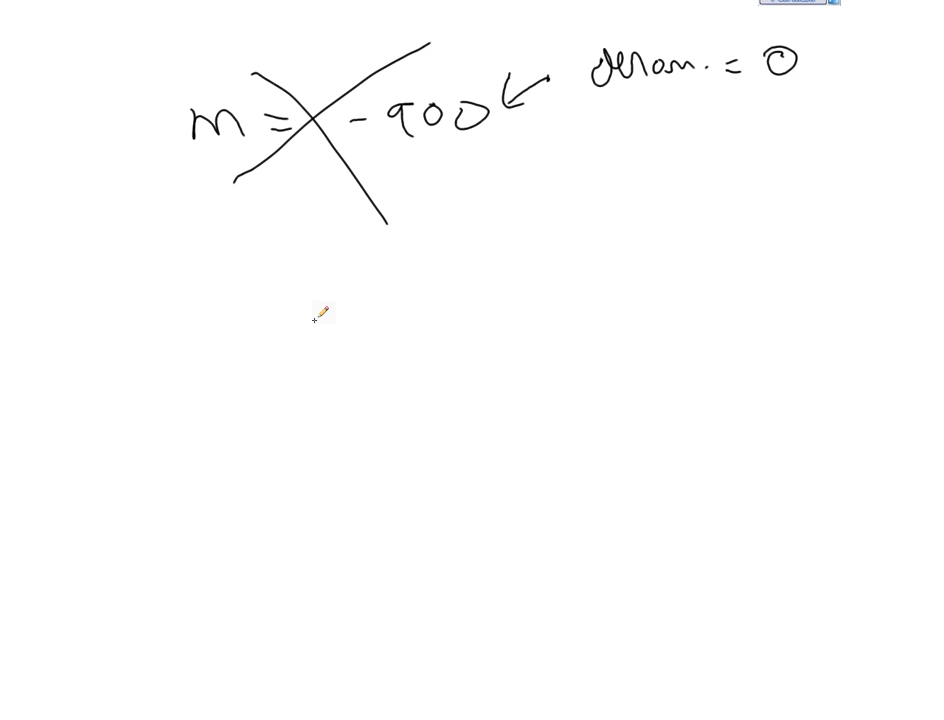 m = - 900 ← denom. = 0